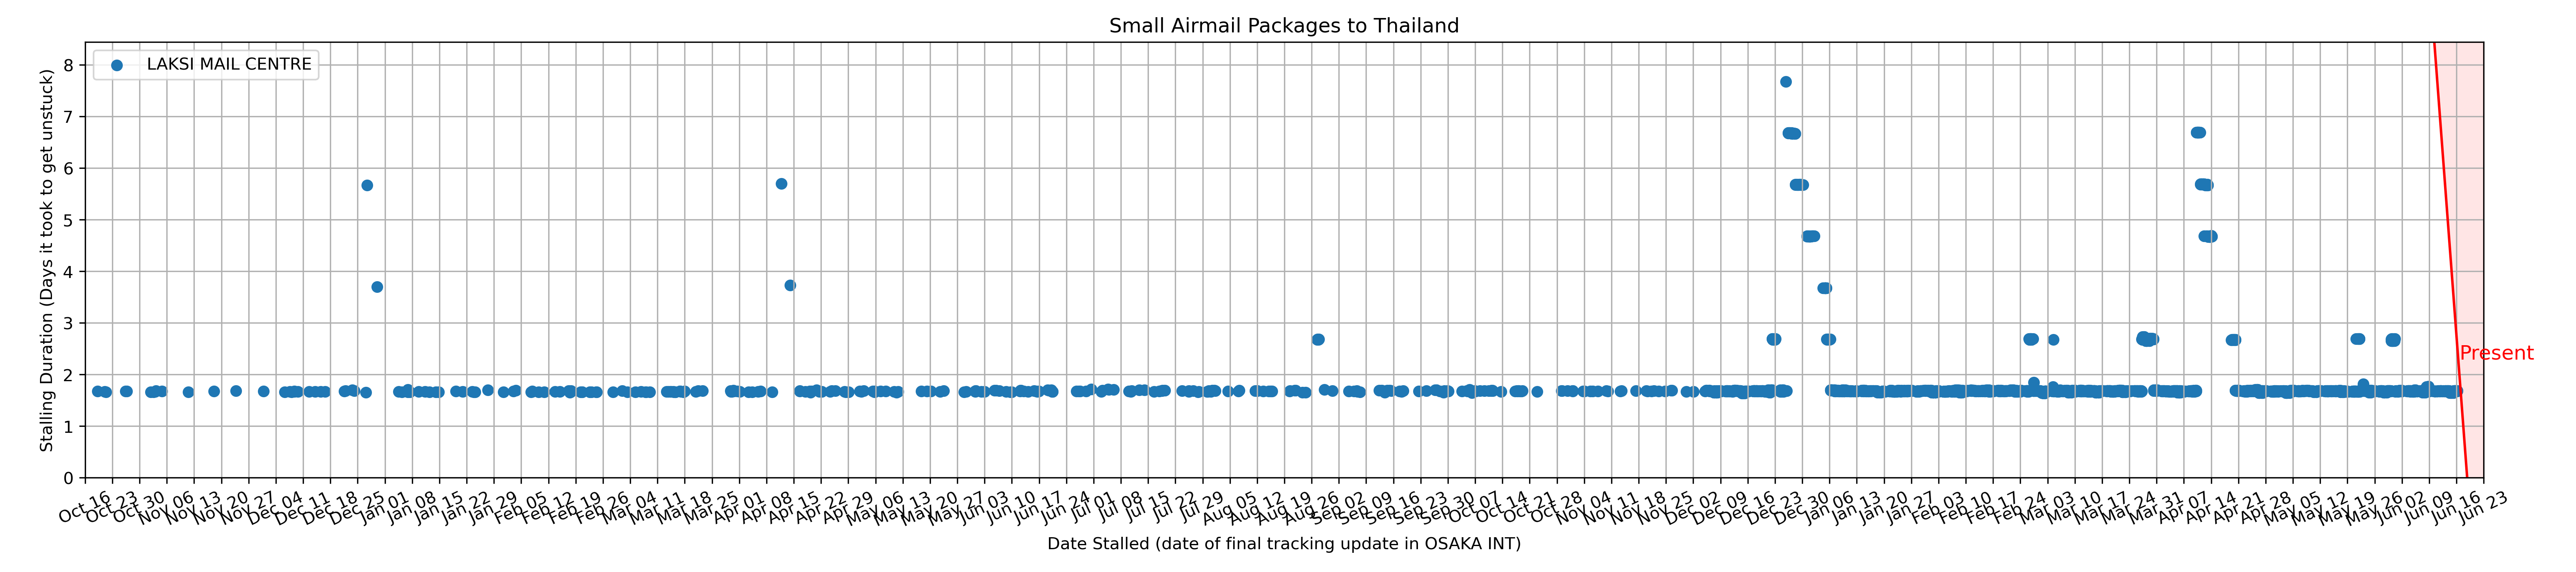 Small Airmail Packages to Thailand
LAKSI MAIL CENTRE
Stalling Duration (Days it took to get unstuck)
8
7
6
5
4
3
2
1
0
Present
Oct 16
Oct 23
Oct 30
Nov 06
Nov 13
Nov 20
Nov 27
Dec 04
Dec 11
Dec 18
Dec 25
Jan 01
Jan 08
Jan 15
Jan 22
Jan 29
Feb 05
Feb 12
Feb 19
Feb 26
Mar 04
Mar 11
Mar 18
Mar 25
Apr 01
Apr 08
Apr 15
Apr 22
Apr 29
May 06
May 13
May 20
May 27
Jun 03
Jun 10
Jun 17
Jun 24
Jul 01
Jul 08
Jul 15
Jul 22
Jul 29
Aug 05
Aug 12
Aug 19
Aug 26
Sep 02
Sep 09
Sep 16
Sep 23
Sep 30
Oct 07
Oct 14
Oct 21
Oct 28
Nov 04
Nov 11
Nov 18
Nov 25
Dec 02
Dec 09
Dec 16
Dec 23
Dec 30
Jan 06
Jan 13
Jan 20
Jan 27
Feb 03
Feb 10
Feb 17
Feb 24
Mar 03
Mar 10
Mar 17
Mar 24
Mar 31
Apr 07
Apr 14
Apr 21
Apr 28
May 05
May 12
May 19
May 26
Jun 02
Jun 09
Jun 16
Jun 23
Date Stalled (date of final tracking update in OSAKA INT)